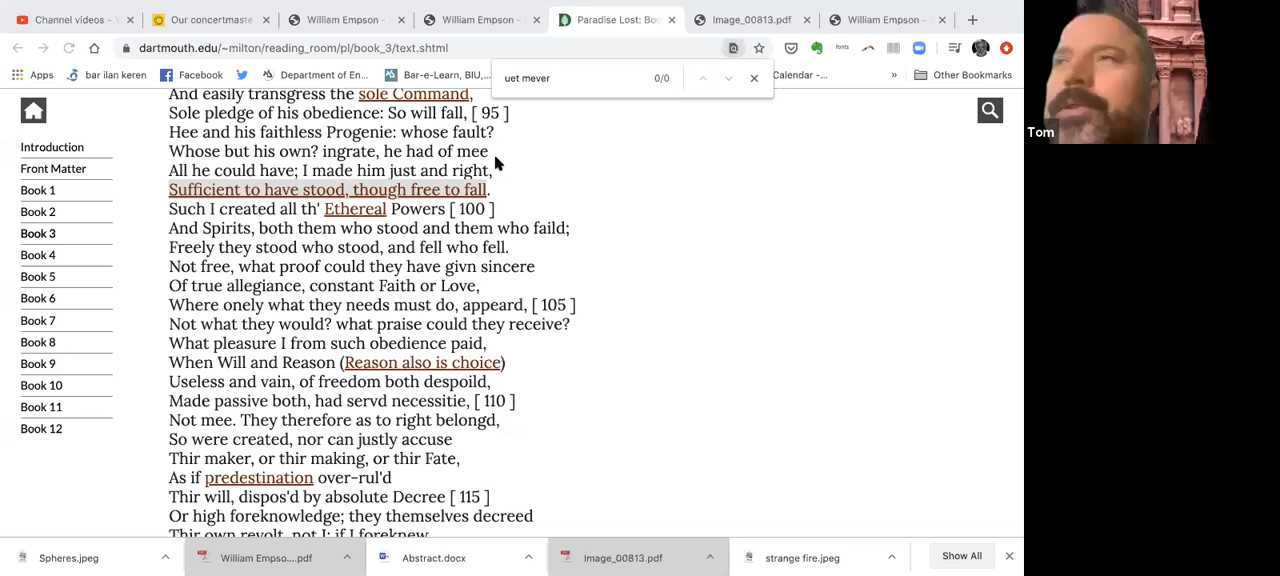 Channel videos -
Our concertmaste
William Empson -
William Empson -
Paradise Lost: Boo
Image_00813.pdf
William Empson -
dartmouth.edu/~milton/reading_room/pl/book_3/text.shtml
fonts
Apps
bar ilan keren
Facebook
Twitter
Department of En...
Bar-e-Learn, BIU,...
Calendar -...
»
Other Bookmarks
uet mever
0/0
Tom
Introduction
Front Matter
Book 1
Book 2
Book 3
Book 4
Book 5
Book 6
Book 7
Book 8
Book 9
Book 10
Book 11
Book 12
And easily transgress the sole Command,
Sole pledge of his obedience: So will fall, [ 95 ]
Hee and his faithless Progenie: whose fault?
Whose but his own? ingrate, he had of mee
All he could have; I made him just and right,
Sufficient to have stood, though free to fall.
Such I created all th' Ethereal Powers [ 100 ]
And Spirits, both them who stood and them who faild;
Freely they stood who stood, and fell who fell.
Not free, what proof could they have givn sincere
Of true allegiance, constant Faith or Love,
Where onely what they needs must do, appeard, [ 105 ]
Not what they would? what praise could they receive?
What pleasure I from such obedience paid,
When Will and Reason (Reason also is choice)
Useless and vain, of freedom both despoild,
Made passive both, had servd necessitie, [ 110 ]
Not mee. They therefore as to right belongd,
So were created, nor can justly accuse
Thir maker, or thir making, or thir Fate,
As if predestination over-rul'd
Thir will, dispos'd by absolute Decree [ 115 ]
Or high foreknowledge; they themselves decreed
Thir own revolt, not I: if I foreknew
Spheres.jpeg
William Empso....pdf
Abstract.docx
Image_00813.pdf
strange fire.jpeg
Show All